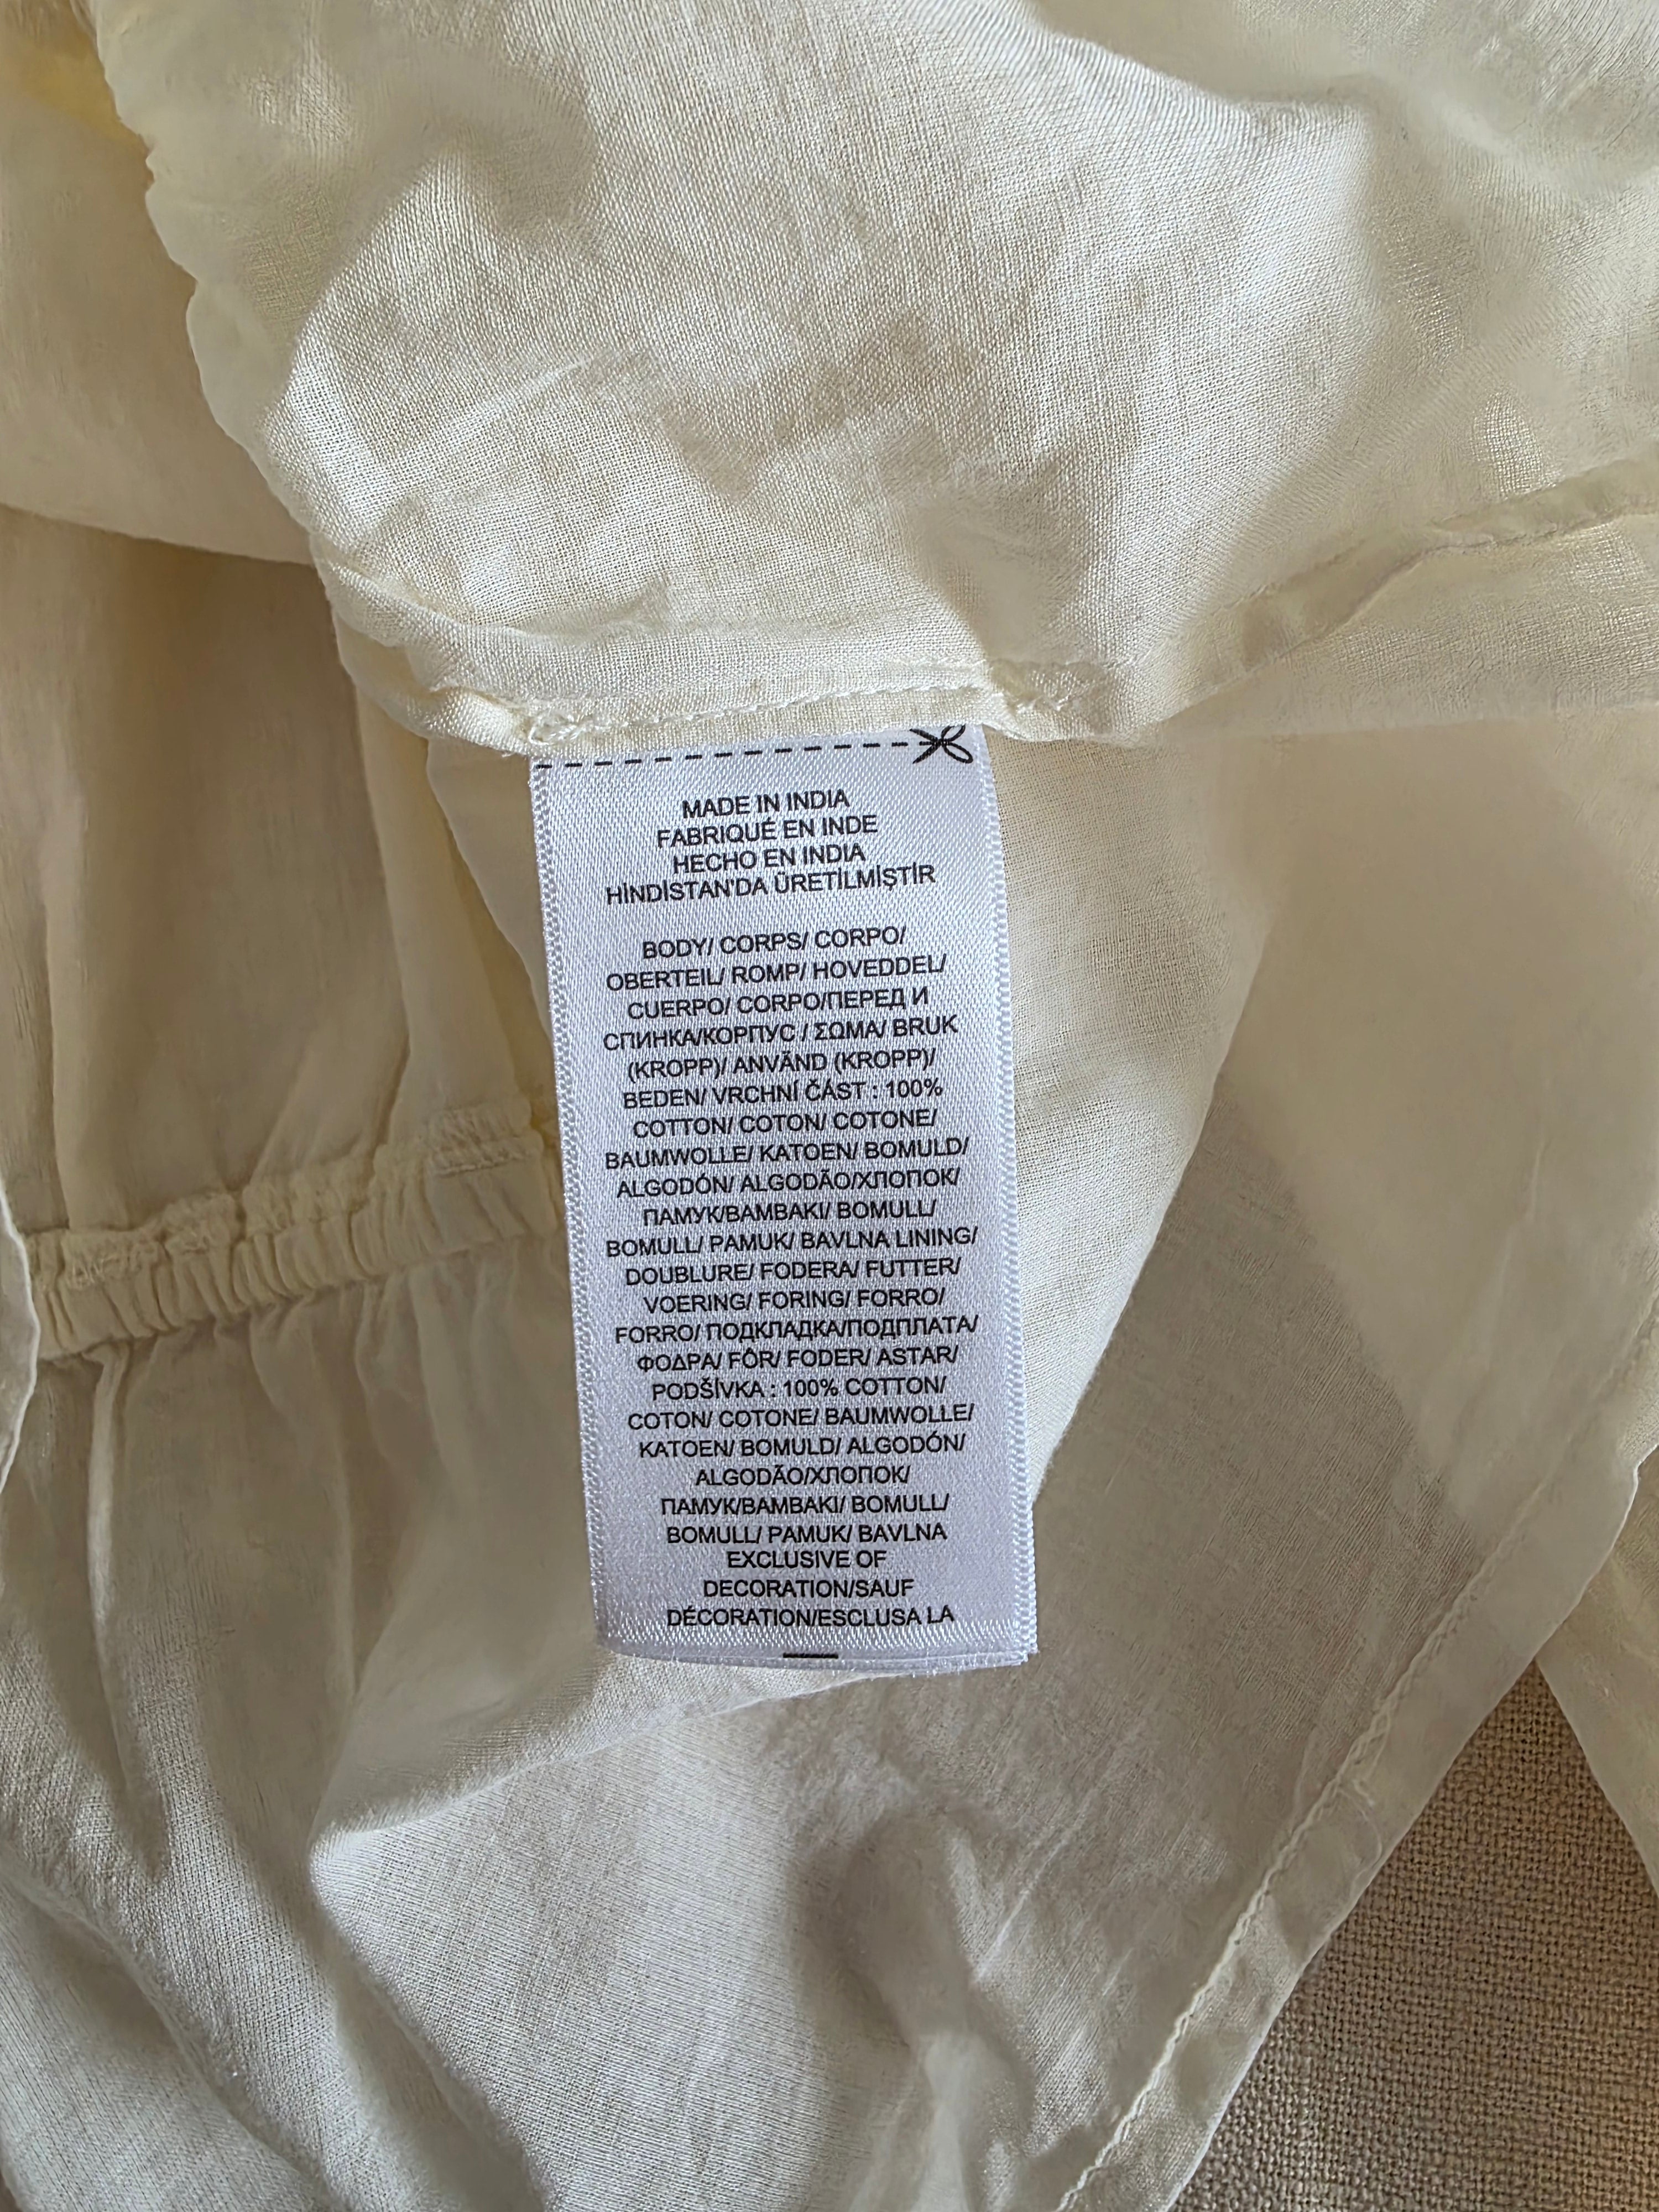 MADE IN INDIA
FABRIQUÉ EN INDE
HECHO EN INDIA
HİNDİSTAN'DA ÜRETİLMİŞTİR
BODY/ CORPS/ CORPO/
OBERTEIL/ ROMP/ HOVEDDEL/
CUERPO/ CORPO/ПЕРЕД И
СПИНКА/КОРПУС / ΣΩΜΑ/ BRUK
(KROPP)/ ANVÄND (KROPP)/
BEDEN/ VRCHNÍ ČÁST : 100%
COTTON/ COTON/ COTONE/
BAUMWOLLE/ KATOEN/ BOMULD/
ALGODÓN/ ALGODÃO/ХЛОПОК/
ПАМУК/ΒΑΜΒΑΚΙ/ BOMULL/
BOMULL/ PAMUK/ BAVLNA LINING/
DOUBLURE/ FODERA/ FUTTER/
VOERING/ FORING/ FORRO/
FORRO/ ПОДКЛАДКА/ПОДПЛАТА/
ΦΟΔΡΑ/ FÔR/ FODER/ ASTAR/
PODŠÍVKA : 100% COTTON/
COTON/ COTONE/ BAUMWOLLE/
KATOEN/ BOMULD/ ALGODÓN/
ALGODÃO/ХЛОПОК/
ПАМУК/ΒΑΜΒΑΚΙ/ BOMULL/
BOMULL/ PAMUK/ BAVLNA
EXCLUSIVE OF
DECORATION/SAUF
DÉCORATION/ESCLUSA LA